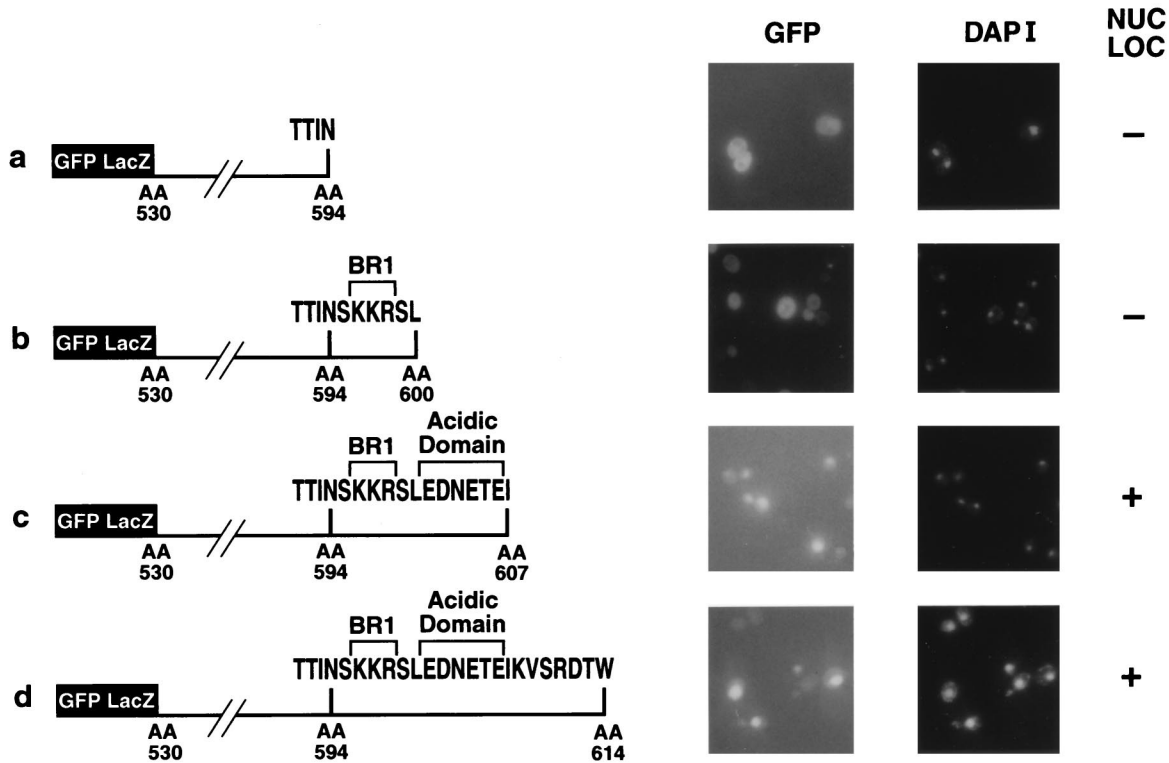 GFP
DAPI
NUC
LOC
a
TTIN
GFP LacZ
AA
530
AA
594
–
b
BR1
TTINSKKRSL
GFP LacZ
AA
530
AA
594
AA
600
–
c
BR1
Acidic
Domain
TTINSKKRSLEDNETEI
GFP LacZ
AA
530
AA
594
AA
607
+
d
BR1
Acidic
Domain
TTINSKKRSLEDNETEIKVSRDTW
GFP LacZ
AA
530
AA
594
AA
614
+